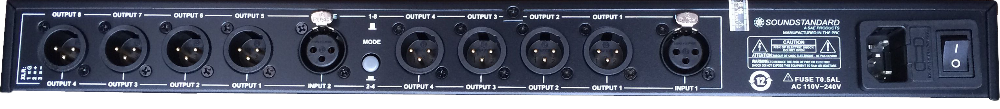 OUTPUT 8 OUTPUT 7 OUTPUT 6 OUTPUT 5 PUSH E 1-8 OUTPUT 4 OUTPUT 3 OUTPUT 2 OUTPUT 1 PUSH
MODE
XLR:
1 =G
2 = +
3 = −
OUTPUT 4 OUTPUT 3 OUTPUT 2 OUTPUT 1 INPUT 2 2-4 OUTPUT 4 OUTPUT 3 OUTPUT 2 OUTPUT 1 INPUT 1
SOUNDSTANDARD
A SAE PRODUCTS
MANUFACTURED IN THE PRC
CAUTION
RISK OF ELECTRIC SHOCK
DO NOT OPEN
ATTENTION:RISQUE DE CHOC ELECTRIQUE - NE PAS OUVRIR
WARNING:TO REDUCE THE RISK OF FIRE OR ELECTRIC
SHOCK DO NOT EXPOSE THIS EQUIPMENT TO RAIN OR MOISTURE
12
FUSE T0.5AL
AC 110V~240V
I
O